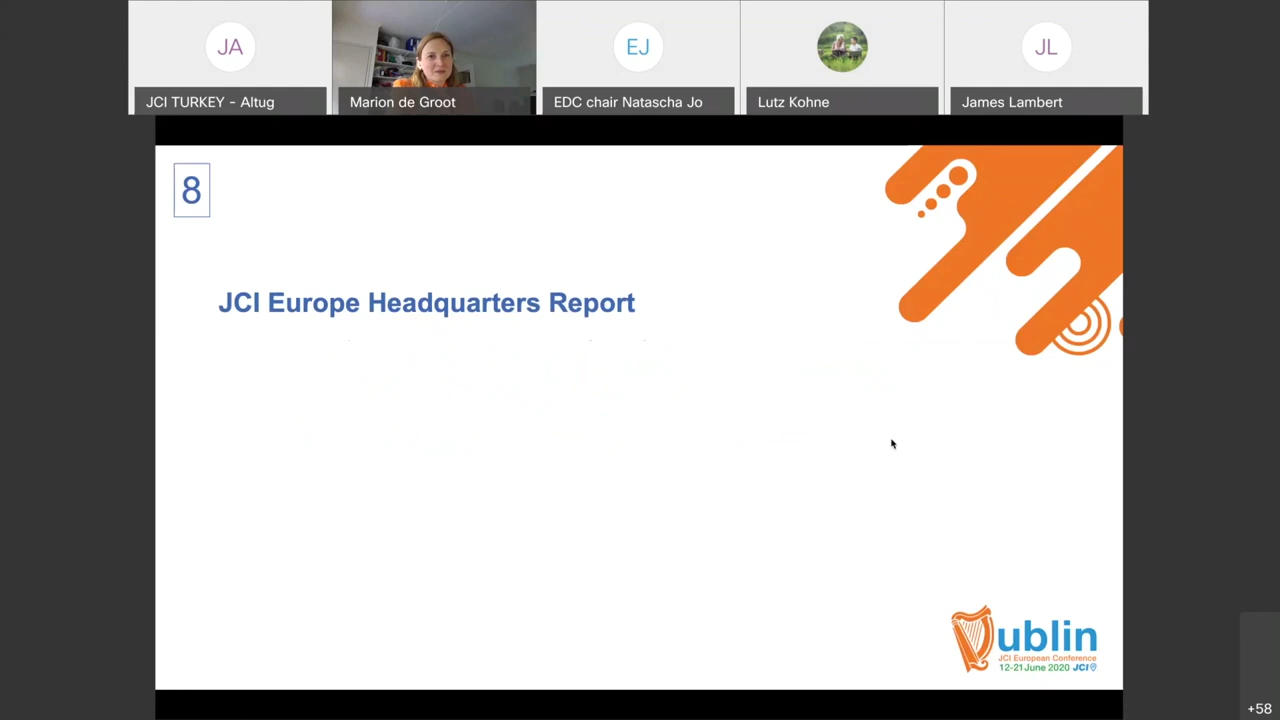 JA
EJ
JL
JCI TURKEY - Altug
Marion de Groot
EDC chair Natascha Jo
Lutz Kohne
James Lambert
8
JCI Europe Headquarters Report
Dublin
JCI European Conference
12-21 June 2020 JCI
+58